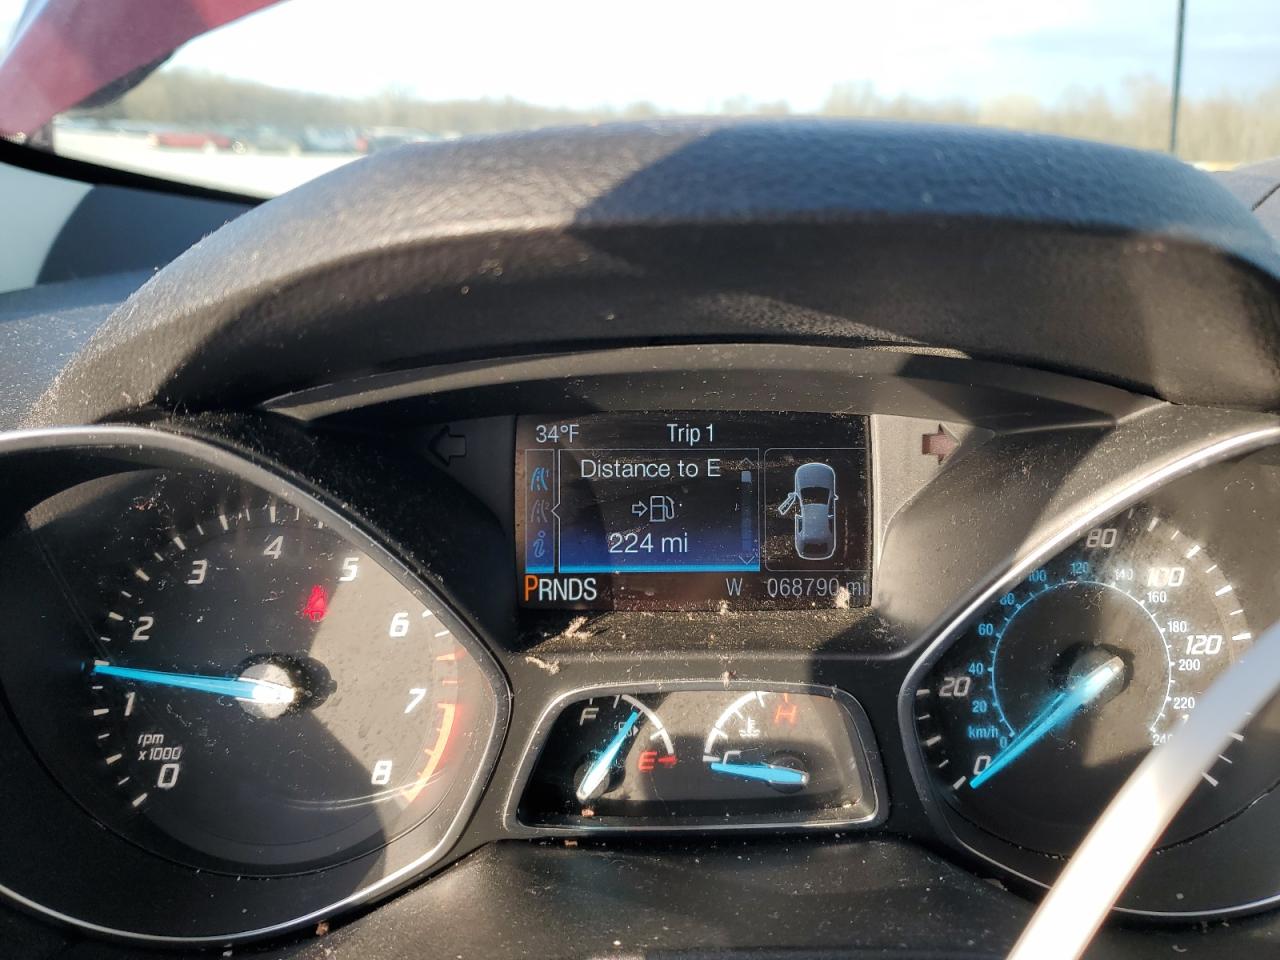 34°F Trip 1
Distance to E
224 mi
PRNDS W 068790 mi
0 1 2 3 4 5 6 7 8
rpm
x1000
F E
C H
0 20 80 100 120
0 20 40 60 80 100 120 140 160 180 200 220 240
km/h